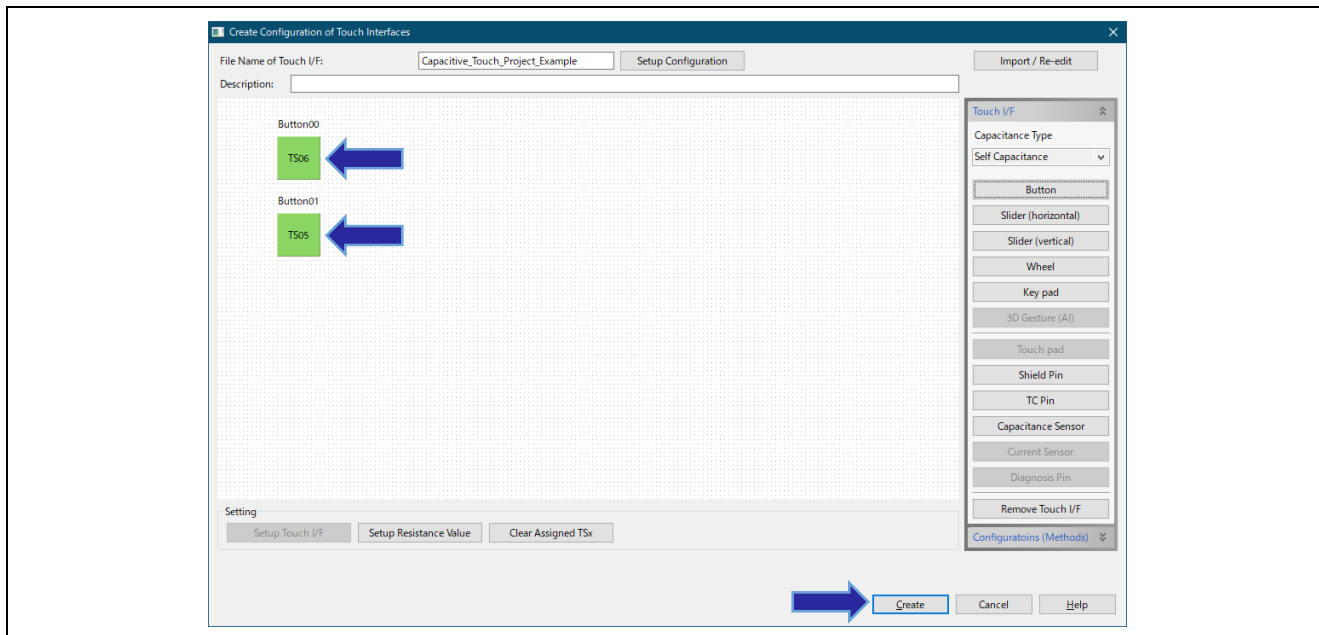 Create Configuration of Touch Interfaces
File Name of Touch I/F: Capacitive_Touch_Project_Example Setup Configuration Import / Re-edit
Description:
Button00
TS06
Button01
TS05
Touch I/F
Capacitance Type
Self Capacitance
Button
Slider (horizontal)
Slider (vertical)
Wheel
Key pad
3D Gesture (AI)
Touch pad
Shield Pin
TC Pin
Capacitance Sensor
Current Sensor
Diagnosis Pin
Remove Touch I/F
Configuratoins (Methods)
Setting
Setup Touch I/F Setup Resistance Value Clear Assigned TSx
Create Cancel Help